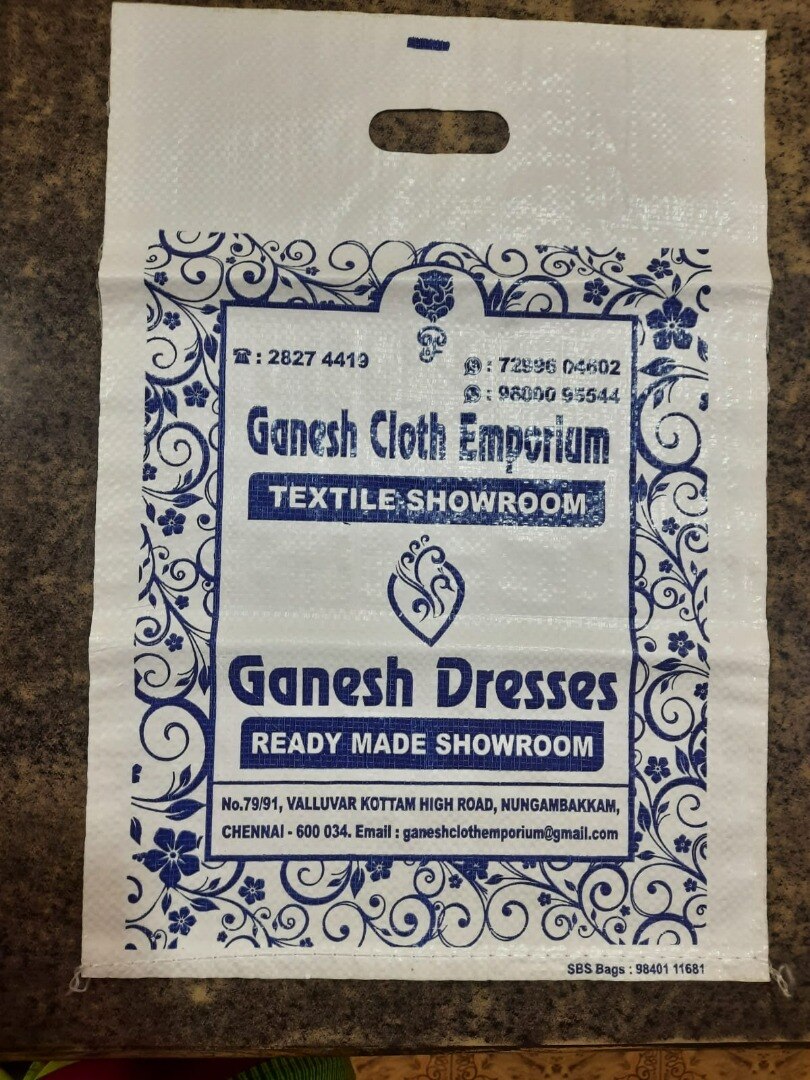 உ
☎ : 2827 4419
: 72996 04602
: 98800 95544
Ganesh Cloth Emporium
TEXTILE SHOWROOM
Ganesh Dresses
READY MADE SHOWROOM
No.79/91, VALLUVAR KOTTAM HIGH ROAD, NUNGAMBAKKAM,
CHENNAI - 600 034. Email : ganeshclothemporium@gmail.com
SBS Bags : 98401 11681